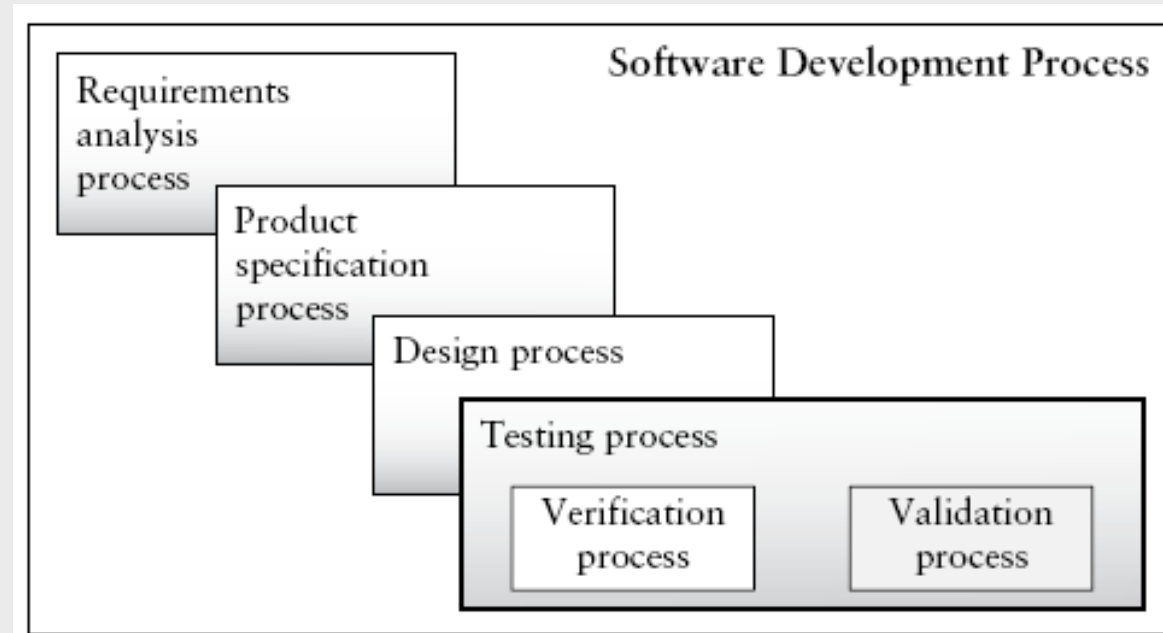 Software Development Process
Requirements
analysis
process
Product
specification
process
Design process
Testing process
Verification
process
Validation
process